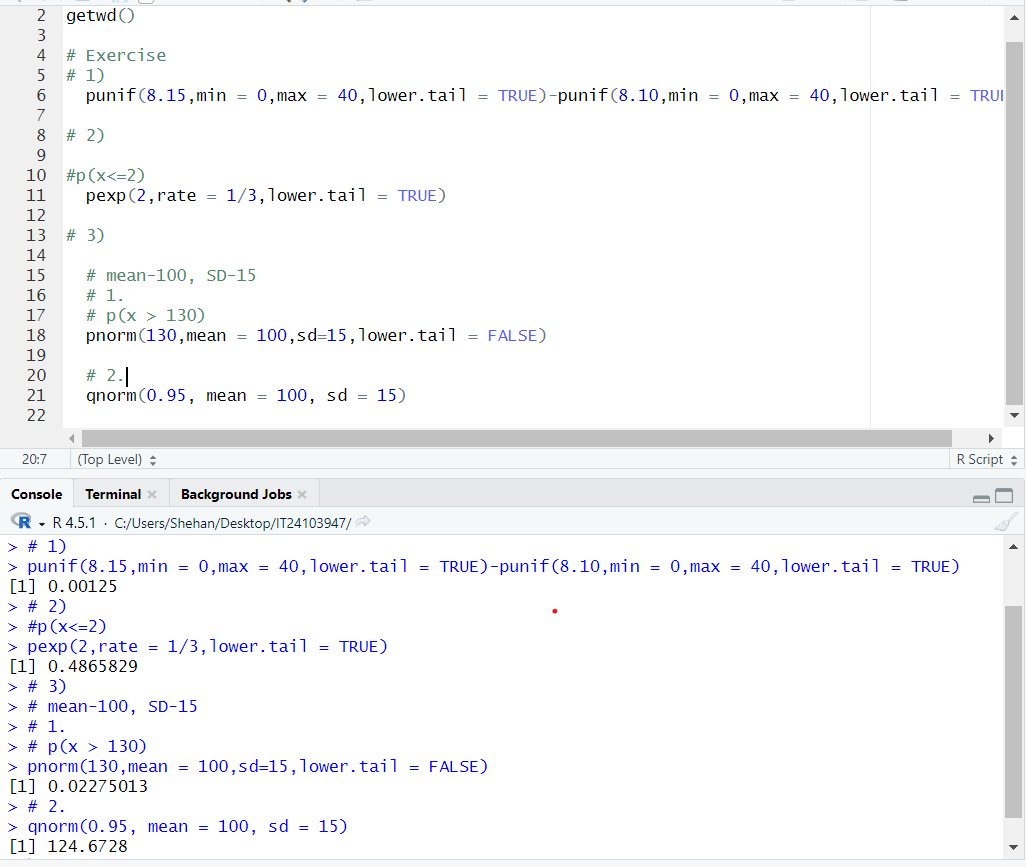 2 getwd()
3
4 # Exercise
5 # 1)
6 punif(8.15,min = 0,max = 40,lower.tail = TRUE)-punif(8.10,min = 0,max = 40,lower.tail = TRU
7
8 # 2)
9
10 #p(x<=2)
11 pexp(2,rate = 1/3,lower.tail = TRUE)
12
13 # 3)
14
15 # mean-100, SD-15
16 # 1.
17 # p(x > 130)
18 pnorm(130,mean = 100,sd=15,lower.tail = FALSE)
19
20 # 2.
21 qnorm(0.95, mean = 100, sd = 15)
22
20:7 (Top Level) R Script
Console Terminal Background Jobs
R R 4.5.1 · C:/Users/Shehan/Desktop/IT24103947/
> # 1)
> punif(8.15,min = 0,max = 40,lower.tail = TRUE)-punif(8.10,min = 0,max = 40,lower.tail = TRUE)
[1] 0.00125
> # 2)
> #p(x<=2)
> pexp(2,rate = 1/3,lower.tail = TRUE)
[1] 0.4865829
> # 3)
> # mean-100, SD-15
> # 1.
> # p(x > 130)
> pnorm(130,mean = 100,sd=15,lower.tail = FALSE)
[1] 0.02275013
> # 2.
> qnorm(0.95, mean = 100, sd = 15)
[1] 124.6728